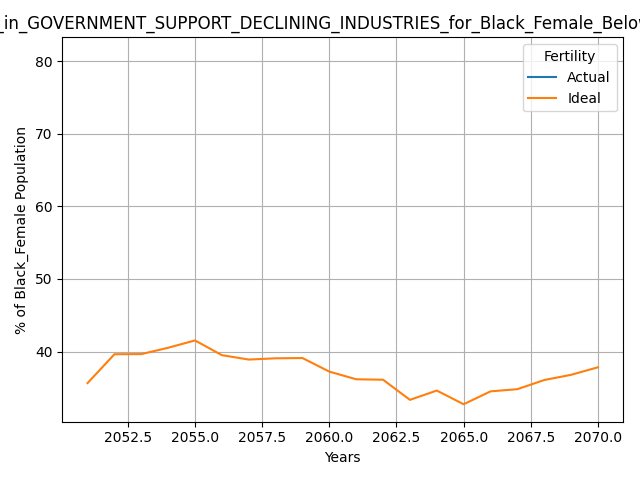 _in_GOVERNMENT_SUPPORT_DECLINING_INDUSTRIES_for_Black_Female_Below
Fertility
Actual
Ideal
% of Black_Female Population
80
70
60
50
40
2052.5 2055.0 2057.5 2060.0 2062.5 2065.0 2067.5 2070.0
Years